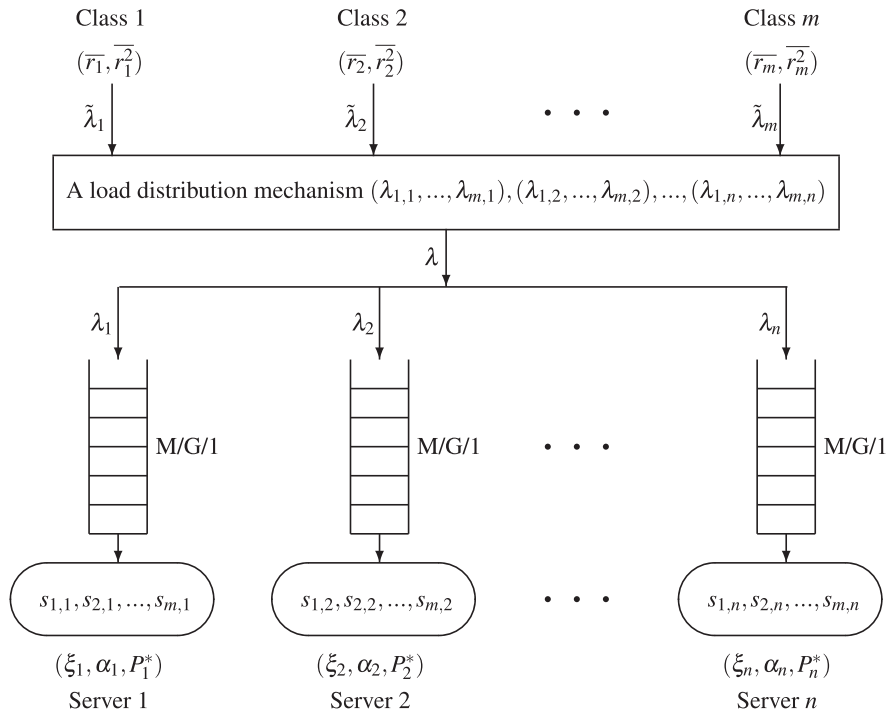 Class 1 Class 2 Class m
(r̅₁, r̅₁²) (r̅₂, r̅₂²) • • • (r̅ₘ, r̅ₘ²)
λ̃₁ λ̃₂ λ̃ₘ
A load distribution mechanism (λ₁,₁, ..., λₘ,₁), (λ₁,₂, ..., λₘ,₂), ..., (λ₁,ₙ, ..., λₘ,ₙ)
λ
λ₁ λ₂ λₙ
M/G/1 M/G/1 • • • M/G/1
s₁,₁, s₂,₁, ..., sₘ,₁ s₁,₂, s₂,₂, ..., sₘ,₂ • • • s₁,ₙ, s₂,ₙ, ..., sₘ,ₙ
(ξ₁, α₁, P₁*) (ξ₂, α₂, P₂*) (ξₙ, αₙ, Pₙ*)
Server 1 Server 2 Server n